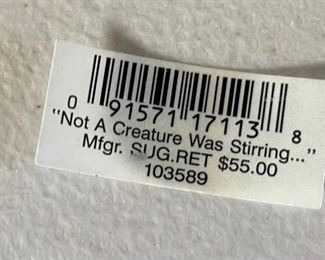 0 91571 17113 8
"Not A Creature Was Stirring..."
Mfgr. SUG.RET $55.00
103589